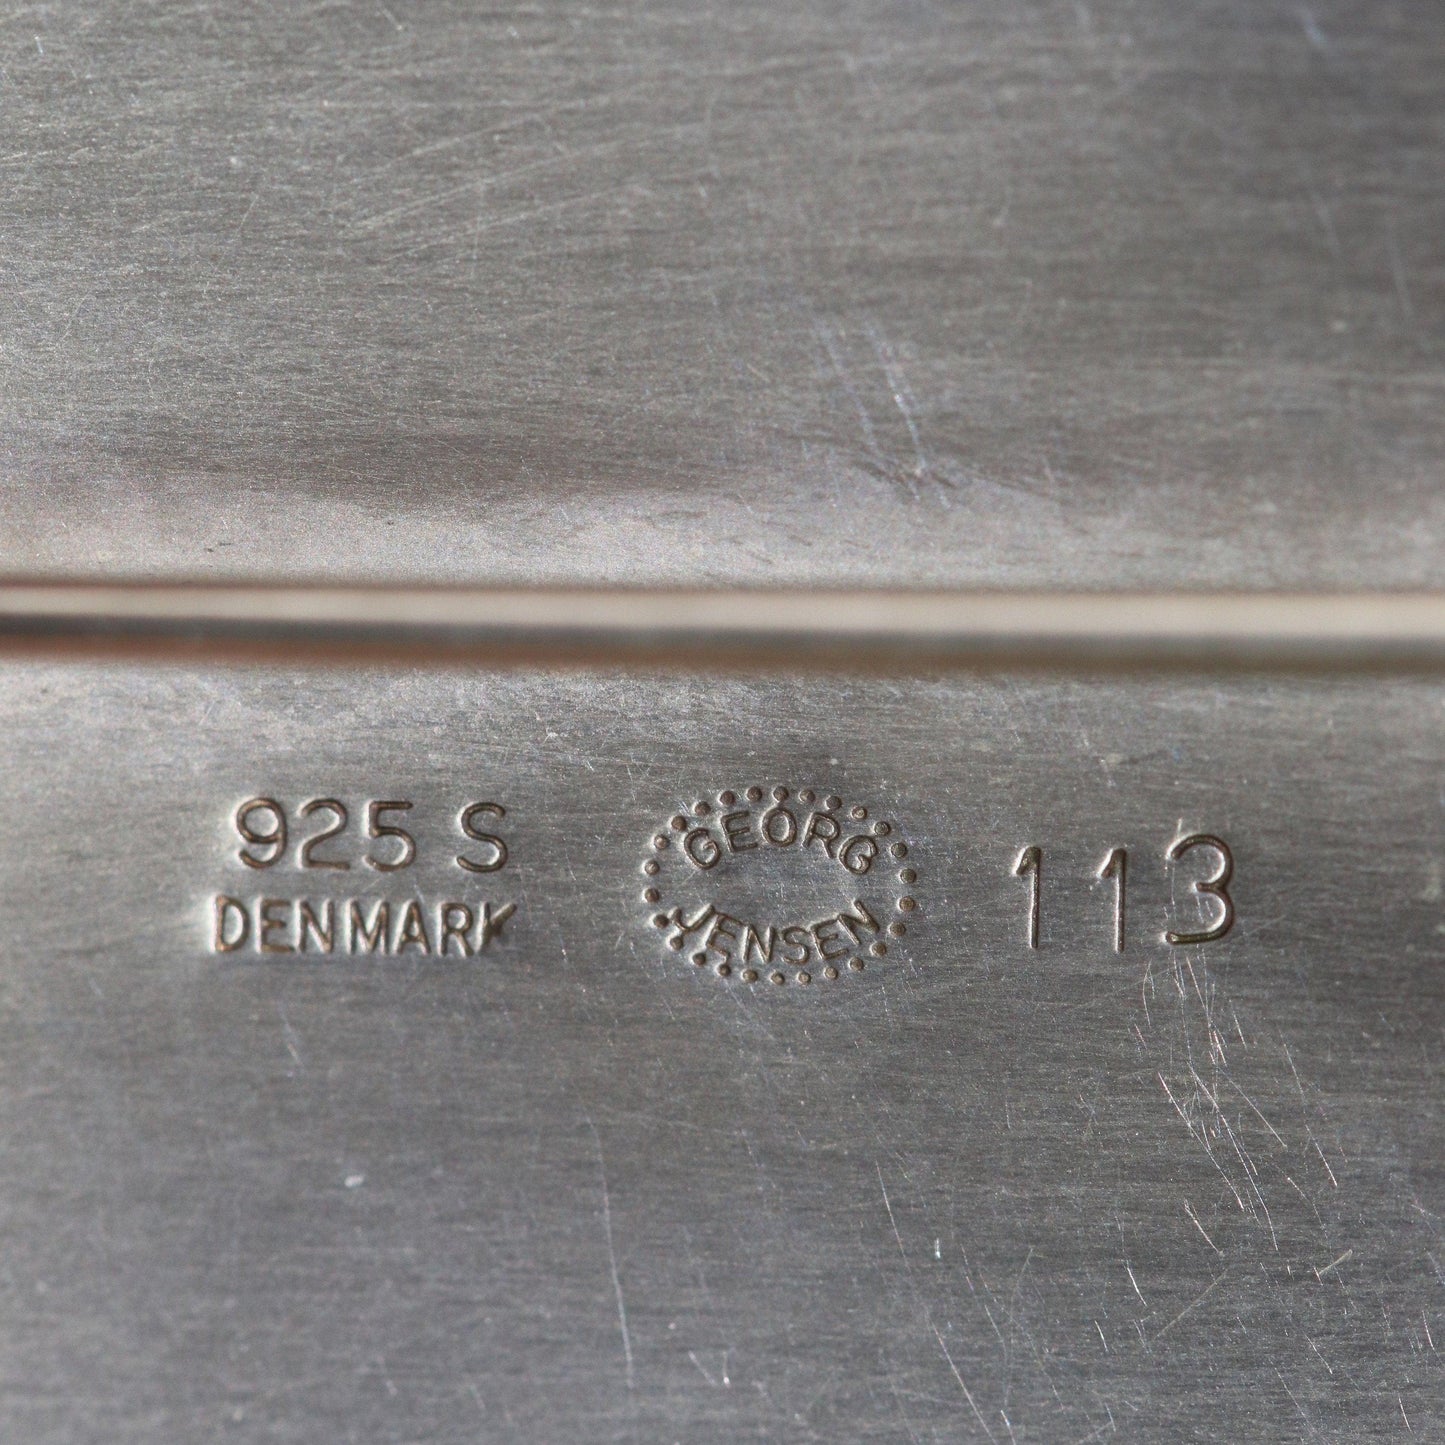 925 S
DENMARK
GEORG
JENSEN
113